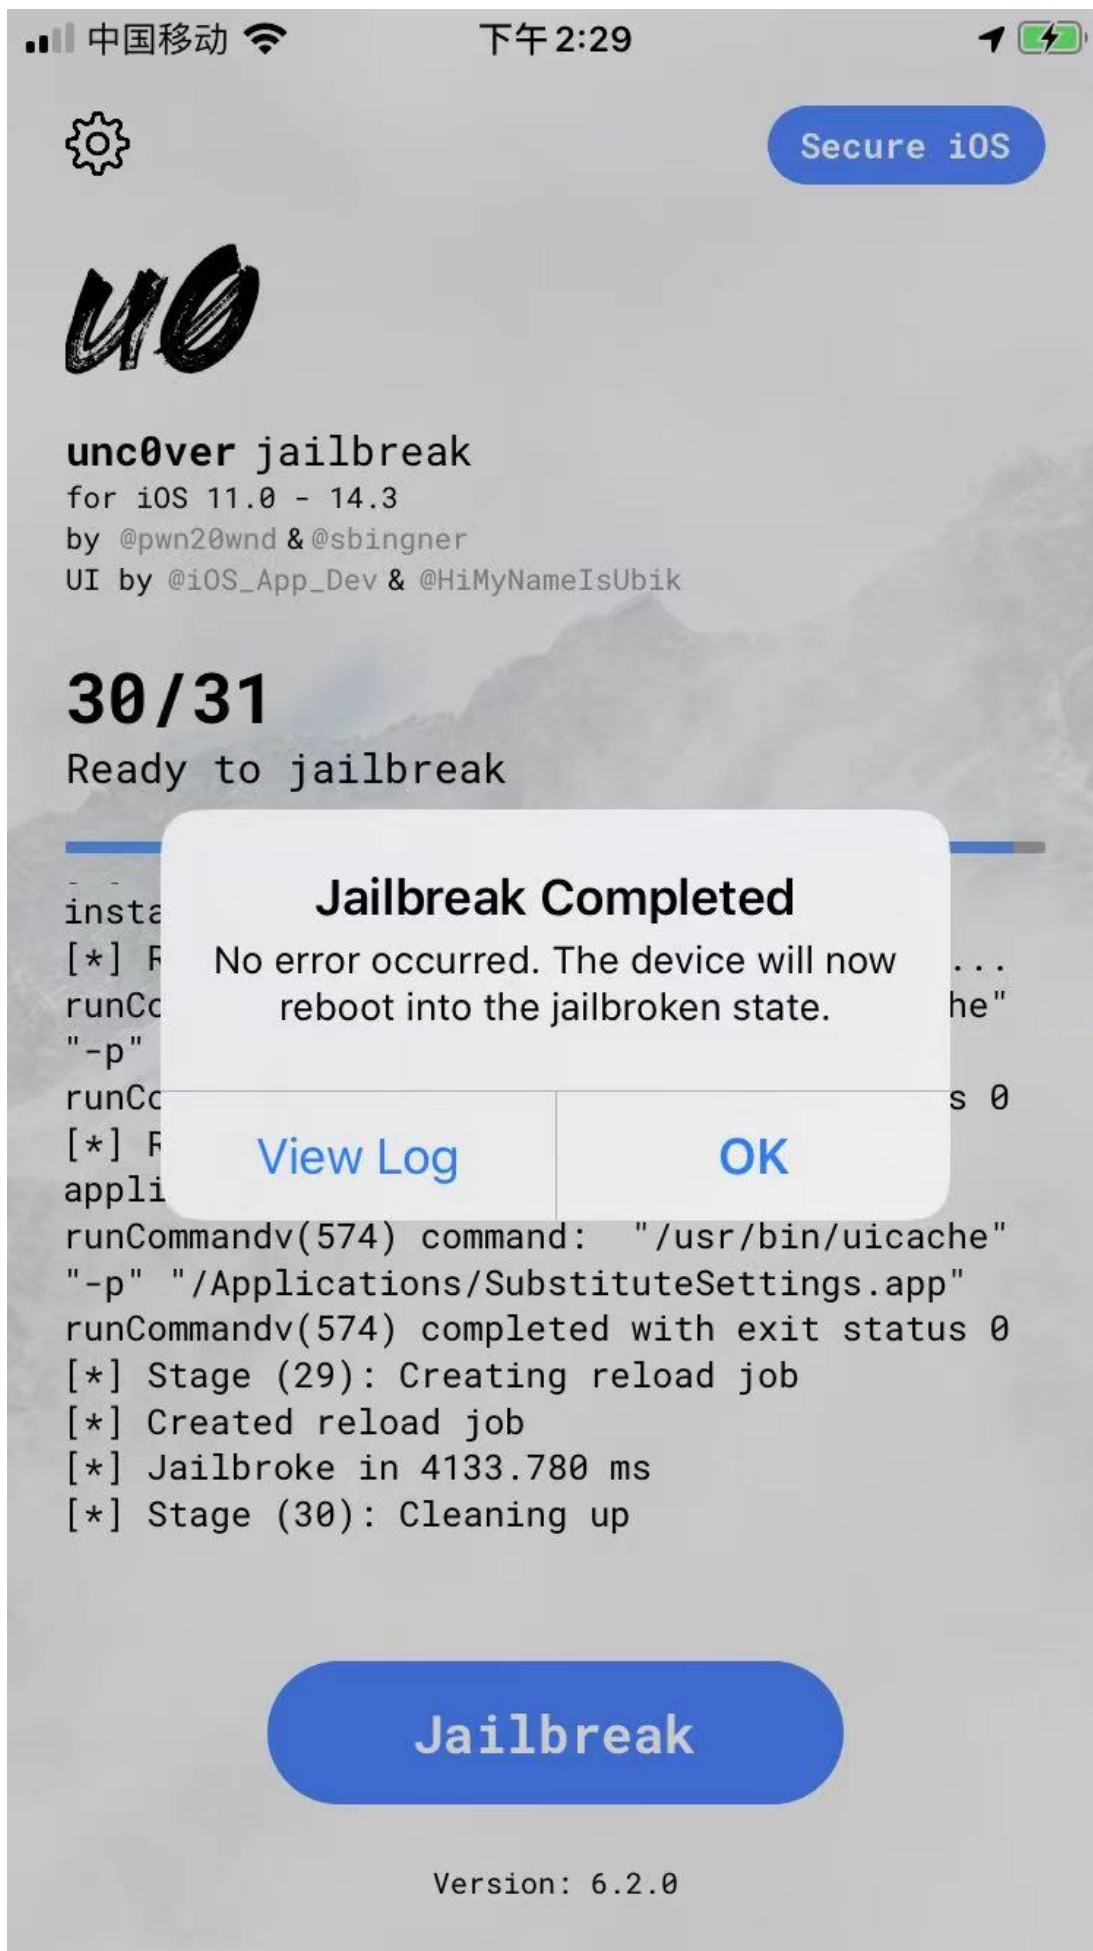 中国移动
下午2:29
Secure iOS
u0
unc0ver jailbreak
for iOS 11.0 - 14.3
by @pwn20wnd & @sbingner
UI by @iOS_App_Dev & @HiMyNameIsUbik
30/31
Ready to jailbreak
Jailbreak Completed
No error occurred. The device will now
reboot into the jailbroken state.
View Log
OK
[*]
...
"-p"
s 0
[*]
runCommandv(574) command: "/usr/bin/uicache"
"-p" "/Applications/SubstituteSettings.app"
runCommandv(574) completed with exit status 0
[*] Stage (29): Creating reload job
[*] Created reload job
[*] Jailbroke in 4133.780 ms
[*] Stage (30): Cleaning up
Jailbreak
Version: 6.2.0